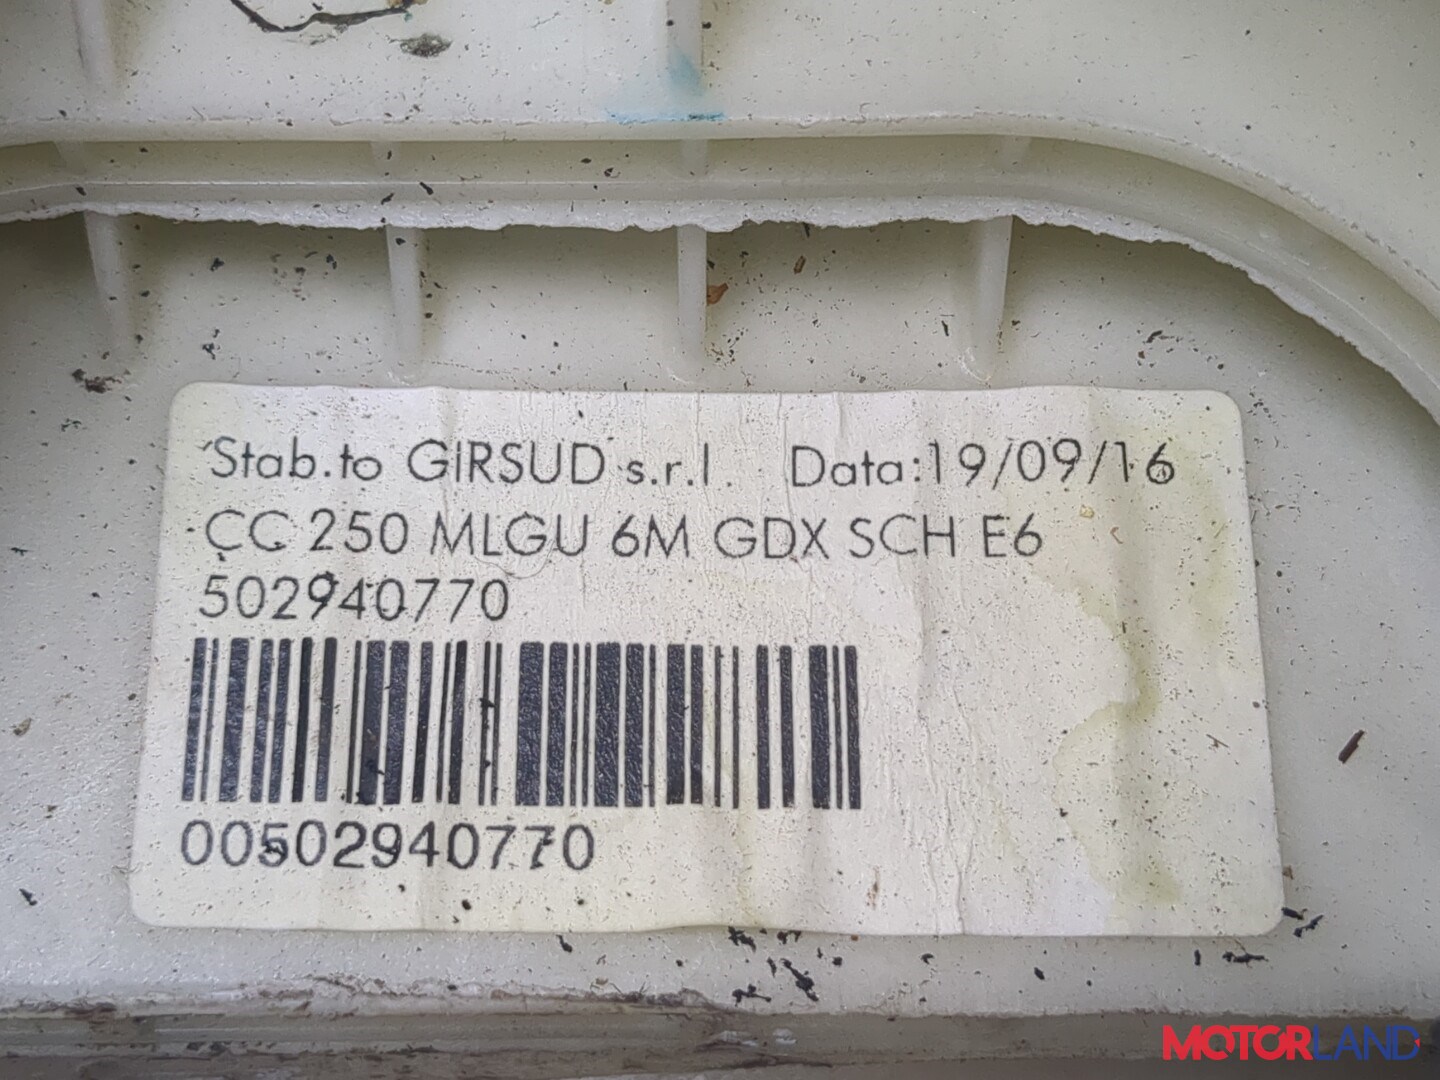 Stab.to GIRSUD s.r.l. Data:19/09/16
CC 250 MLGU 6M GDX SCH E6
502940770
00502940770
MOTORLAND